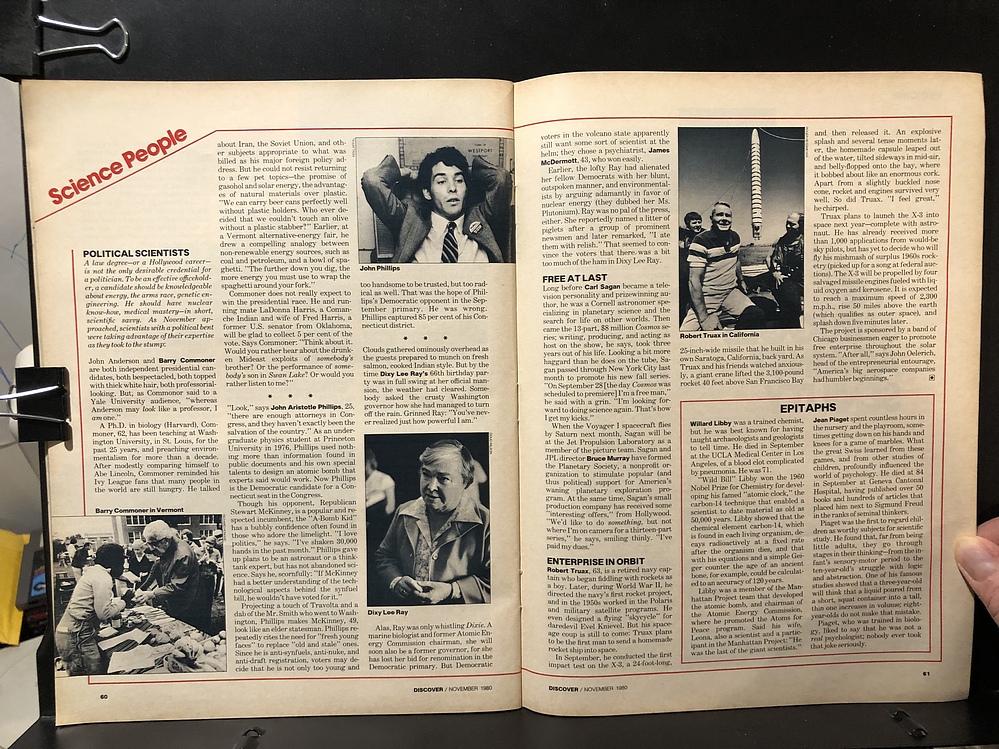 Science People
POLITICAL SCIENTISTS
A law degree—or a Hollywood career—
is not the only desirable credential for
a politician. To be an effective officehold-
er, a candidate should be knowledgeable
about energy, the arms race, genetic en-
gineering. He should have nuclear
know-how, medical mastery—in short,
scientific savvy. As November ap-
proached, scientists with a political bent
were taking advantage of their expertise
as they took to the stump:
John Anderson and Barry Commoner
are both independent presidential can-
didates, both bespectacled, both topped
with thick white hair, both professorial-
looking. But, as Commoner said to a
Yale University audience, "whereas
Anderson may look like a professor, I
am one."
A Ph.D. in biology (Harvard), Com-
moner, 62, has been teaching at Wash-
ington University, in St. Louis, for the
past 25 years, and preaching environ-
mentalism for more than a decade.
After modestly comparing himself to
Abe Lincoln, Commoner reminded his
Ivy League fans that many people in
the world are still hungry. He talked
Barry Commoner in Vermont
about Iran, the Soviet Union, and oth-
er subjects appropriate to what was
billed as his major foreign policy ad-
dress. But he could not resist returning
to a few pet topics—the promise of
gasohol and solar energy, the advantag-
es of natural materials over plastic.
"We can carry beer cans perfectly well
without plastic holders. Who ever de-
cided that we couldn't touch an olive
without a plastic stabber?" Earlier, at
a Vermont alternative-energy fair, he
drew a compelling analogy between
non-renewable energy sources, such as
coal and petroleum, and a bowl of spa-
ghetti. "The further down you dig, the
more energy you must use to wrap the
spaghetti around your fork."
Commoner does not really expect to
win the presidential race. He and run-
ning mate LaDonna Harris, a Coman-
che Indian and wife of Fred Harris, a
former U.S. senator from Oklahoma,
will be glad to collect 5 per cent of the
vote. Says Commoner: "Think about it.
Would you rather hear about the drunk-
en Mideast exploits of somebody's
brother? Or the performance of some-
body's son in Swan Lake? Or would you
rather listen to me?"
* * *
"Look," says John Aristotle Phillips, 25,
"there are enough attorneys in Con-
gress, and they haven't exactly been the
salvation of the country." As an under-
graduate physics student at Princeton
University in 1976, Phillips used noth-
ing more than information found in
public documents and his own special
talents to design an atomic bomb that
experts said would work. Now Phillips
is the Democratic candidate for a Con-
necticut seat in the Congress.
Though his opponent, Republican
Stewart McKinney, is a popular and re-
spected incumbent, the "A-Bomb Kid"
has a bubbly confidence often found in
those who adore the limelight. "I love
politics," he says. "I've shaken 30,000
hands in the past month." Phillips gave
up plans to be an astronaut or a think-
tank expert, but has not abandoned sci-
ence. Says he, scornfully: "If McKinney
had a better understanding of the tech-
nological aspects behind the synfuel
bill, he wouldn't have voted for it."
Projecting a touch of Travolta and a
dab of the Mr. Smith who went to Wash-
ington, Phillips makes McKinney, 49,
look like an elder statesman. Phillips re-
peatedly cites the need for "fresh young
faces" to replace "old and stale" ones.
Since he is anti-synfuels, anti-nuke, and
anti-draft registration, voters may de-
cide that he is not only too young and
WESTPORT
John Phillips
too handsome to be trusted, but too rad-
ical as well. That was the hope of Phil-
lips's Democratic opponent in the Sep-
tember primary. He was wrong.
Phillips captured 85 per cent of his Con-
necticut district.
* * *
Clouds gathered ominously overhead as
the guests prepared to munch on fresh
salmon, cooked Indian style. But by the
time Dixy Lee Ray's 66th birthday par-
ty was in full swing at her official man-
sion, the weather had cleared. Some-
body asked the crusty Washington
governor how she had managed to turn
off the rain. Grinned Ray: "You've nev-
er realized just how powerful I am."
Dixy Lee Ray
Alas, Ray was only whistling Dixie. A
marine biologist and former Atomic En-
ergy Commission chairman, she will
soon also be a former governor, for she
has lost her bid for renomination in the
Democratic primary. But Democratic
60
DISCOVER / NOVEMBER 1980
voters in the volcano state apparently
still want some sort of scientist at the
helm; they chose a psychiatrist, James
McDermott, 43, who won easily.
Earlier, the lofty Ray had alienated
her fellow Democrats with her blunt,
outspoken manner, and environmental-
ists by arguing adamantly in favor of
nuclear energy (they dubbed her Ms.
Plutonium). Ray was no pal of the press,
either. She reportedly named a litter of
piglets after a group of prominent
newsmen and later remarked, "I ate
them with relish." That seemed to con-
vince the voters that there was a bit
too much of the ham in Dixy Lee Ray.
FREE AT LAST
Long before Carl Sagan became a tele-
vision personality and prizewinning au-
thor, he was a Cornell astronomer spe-
cializing in planetary science and the
search for life on other worlds. Then
came the 13-part, $8 million Cosmos se-
ries; writing, producing, and acting as
host on the show, he says, took three
years out of his life. Looking a bit more
haggard than he does on the tube, Sa-
gan passed through New York City last
month to promote his new fall series.
"On September 28 [the day Cosmos was
scheduled to premiere] I'm a free man,"
he said with a grin. "I'm looking for-
ward to doing science again. That's how
I get my kicks."
When the Voyager I spacecraft flies
by Saturn next month, Sagan will be
at the Jet Propulsion Laboratory as a
member of the picture team. Sagan and
JPL director Bruce Murray have formed
the Planetary Society, a nonprofit or-
ganization to stimulate popular (and
thus political) support for America's
waning planetary exploration pro-
gram. At the same time, Sagan's small
production company has received some
"interesting offers," from Hollywood.
"We'd like to do something, but not
where I'm on camera for a thirteen-part
series," he says, smiling thinly. "I've
paid my dues."
ENTERPRISE IN ORBIT
Robert Truax, 63, is a retired navy cap-
tain who began fiddling with rockets as
a boy. Later, during World War II, he
directed the navy's first rocket project,
and in the 1950s worked in the Polaris
and military satellite programs. He
even designed a flying "skycycle" for
daredevil Evel Knievel. But his space
age coup is still to come: Truax plans
to be the first man to send a homemade
rocket ship into space.
In September, he conducted the first
impact test on the X-3, a 24-foot-long,
Robert Truax in California
25-inch-wide missile that he built in his
own Saratoga, California, back yard. As
Truax and his friends watched anxious-
ly, a giant crane lifted the 3,100-pound
rocket 40 feet above San Francisco Bay
and then released it. An explosive
splash and several tense moments lat-
er, the homemade capsule leaped out
of the water, tilted sideways in mid-air,
and belly-flopped onto the bay, where
it bobbed about like an enormous cork.
Apart from a slightly buckled nose
cone, rocket and engines survived very
well. So did Truax. "I feel great,"
he chirped.
Truax plans to launch the X-3 into
space next year—complete with astro-
naut. He has already received more
than 1,000 applications from would-be
sky pilots, but has yet to decide who will
fly his mishmash of surplus 1960s rock-
etry (picked up for a song at federal auc-
tions). The X-3 will be propelled by four
salvaged missile engines fueled with liq-
uid oxygen and kerosene. It is expected
to reach a maximum speed of 2,300
m.p.h., rise 50 miles above the earth
(which qualifies as outer space), and
splash down five minutes later.
The project is sponsored by a band of
Chicago businessmen eager to promote
free enterprise throughout the solar
system. "After all," says John Oelerich,
head of the entrepreneurial entourage,
"America's big aerospace companies
had humbler beginnings."
EPITAPHS
Willard Libby was a trained chemist,
but he was best known for having
taught archaeologists and geologists
to tell time. He died in September
at the UCLA Medical Center in Los
Angeles, of a blood clot complicated
by pneumonia. He was 71.
"Wild Bill" Libby won the 1960
Nobel Prize for Chemistry for devel-
oping his famed "atomic clock," the
carbon-14 technique that enabled a
scientist to date material as old as
50,000 years. Libby showed that the
chemical element carbon-14, which
is found in each living organism, de-
cays radioactively at a fixed rate
after the organism dies, and that
with his equations and a simple Gei-
ger counter the age of an ancient
bone, for example, could be calculat-
ed to an accuracy of 120 years.
Libby was a member of the Man-
hattan Project team that developed
the atomic bomb, and chairman of
the Atomic Energy Commission,
where he promoted the Atoms for
Peace program. Said his wife,
Leona, also a scientist and a partic-
ipant in the Manhattan Project: "He
was the last of the giant scientists."
Jean Piaget spent countless hours in
the nursery and the playroom, some-
times getting down on his hands and
knees for a game of marbles. What
the great Swiss learned from these
games, and from other studies of
children, profoundly influenced the
world of psychology. He died at 84
in September at Geneva Cantonal
Hospital, having published over 50
books and hundreds of articles that
placed him next to Sigmund Freud
in the ranks of seminal thinkers.
Piaget was the first to regard chil-
dren as worthy subjects for scientific
study. He found that, far from being
little adults, they go through
stages in their thinking—from the in-
fant's sensory-motor period to the
ten-year-old's struggle with logic
and abstraction. One of his famous
studies showed that a three-year-old
will think that a liquid poured from
a short, squat container into a tall,
thin one increases in volume; eight-
year-olds do not make that mistake.
Piaget, who was trained in biolo-
gy, liked to say that he was not a
real psychologist; nobody ever took
that joke seriously.
DISCOVER / NOVEMBER 1980
61